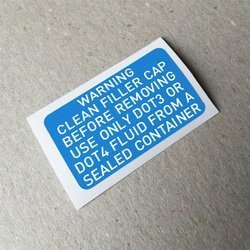 WARNING
CLEAN FILLER CAP
BEFORE REMOVING
USE ONLY DOT3 OR
DOT4 FLUID FROM A
SEALED CONTAINER